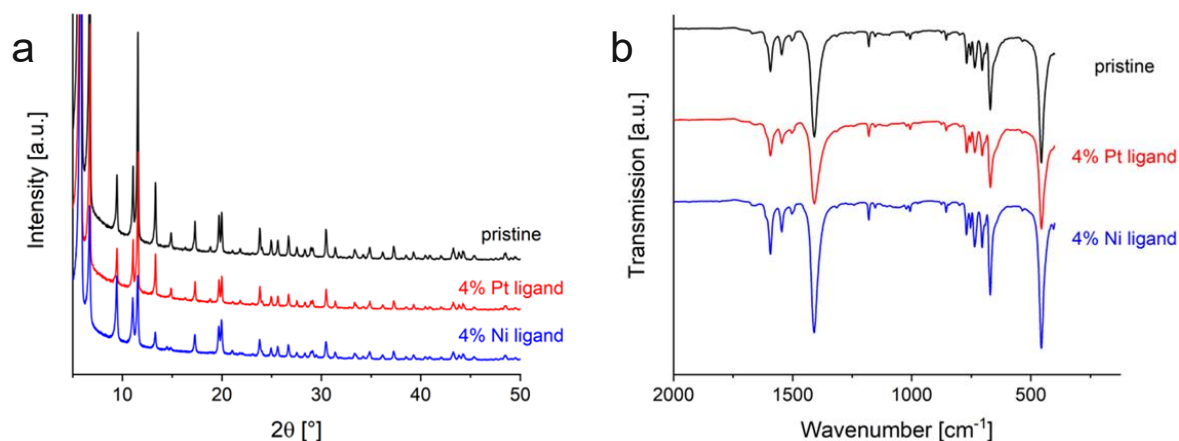 a
Intensity [a.u.]
pristine
4% Pt ligand
4% Ni ligand
10
20
30
40
50
2θ [°]
b
Transmission [a.u.]
pristine
4% Pt ligand
4% Ni ligand
2000
1500
1000
500
Wavenumber [cm⁻¹]